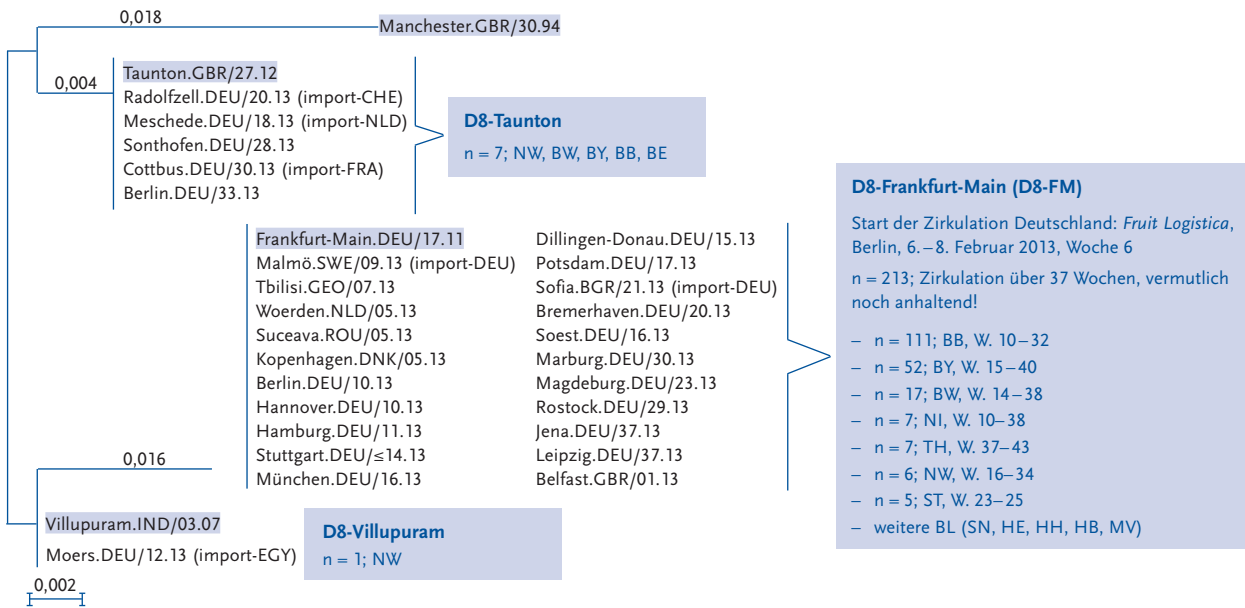 0,018
Manchester.GBR/30.94
0,004
Taunton.GBR/27.12
Radolfzell.DEU/20.13 (import-CHE)
Meschede.DEU/18.13 (import-NLD)
Sonthofen.DEU/28.13
Cottbus.DEU/30.13 (import-FRA)
Berlin.DEU/33.13
D8-Taunton
n = 7; NW, BW, BY, BB, BE
Frankfurt-Main.DEU/17.11
Malmö.SWE/09.13 (import-DEU)
Tbilisi.GEO/07.13
Woerden.NLD/05.13
Suceava.ROU/05.13
Kopenhagen.DNK/05.13
Berlin.DEU/10.13
Hannover.DEU/10.13
Hamburg.DEU/11.13
Stuttgart.DEU/≤14.13
München.DEU/16.13
Dillingen-Donau.DEU/15.13
Potsdam.DEU/17.13
Sofia.BGR/21.13 (import-DEU)
Bremerhaven.DEU/20.13
Soest.DEU/16.13
Marburg.DEU/30.13
Magdeburg.DEU/23.13
Rostock.DEU/29.13
Jena.DEU/37.13
Leipzig.DEU/37.13
Belfast.GBR/01.13
D8-Frankfurt-Main (D8-FM)
Start der Zirkulation Deutschland: Fruit Logistica,
Berlin, 6. – 8. Februar 2013, Woche 6
n = 213; Zirkulation über 37 Wochen, vermutlich
noch anhaltend!
– n = 111; BB, W. 10 – 32
– n = 52; BY, W. 15 – 40
– n = 17; BW, W. 14 – 38
– n = 7; NI, W. 10– 38
– n = 7; TH, W. 37– 43
– n = 6; NW, W. 16 – 34
– n = 5; ST, W. 23 – 25
– weitere BL (SN, HE, HH, HB, MV)
0,016
Villupuram.IND/03.07
Moers.DEU/12.13 (import-EGY)
D8-Villupuram
n = 1; NW
0,002